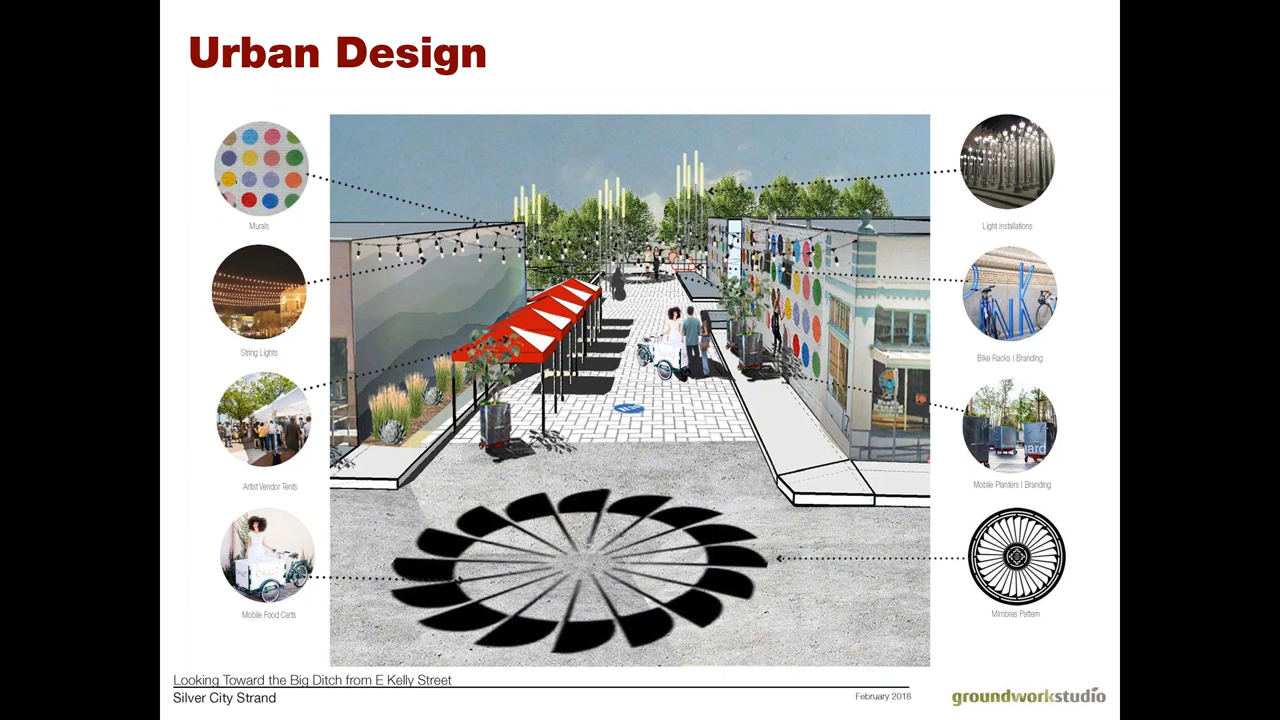 Urban Design
Murals
Light installations
String Lights
Bike Racks | Branding
Artist Vendor Tents
Mobile Planters | Branding
Mobile Food Carts
Mimbres Pattern
Looking Toward the Big Ditch from E Kelly Street
Silver City Strand
February 2018
groundworkstudio